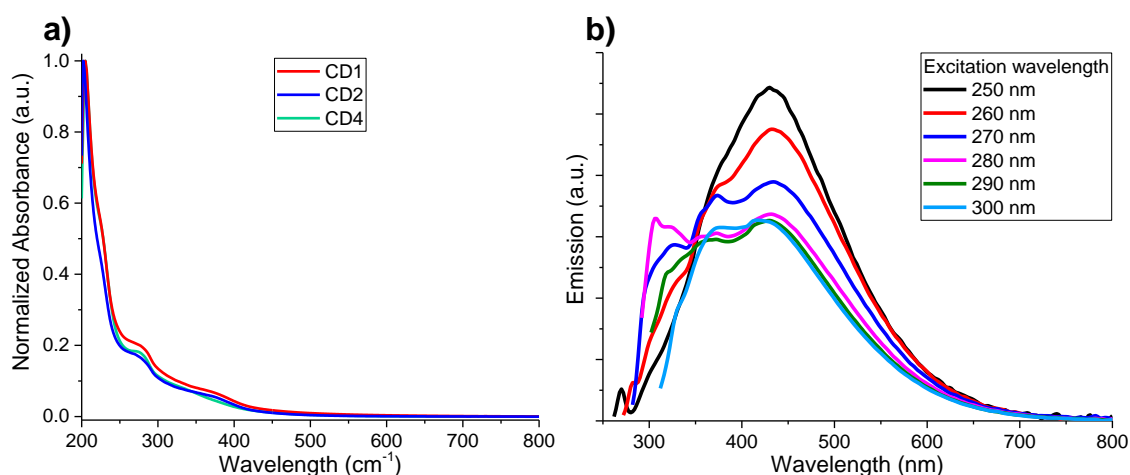 a)
Normalized Absorbance (a.u.)
1.0
0.8
0.6
0.4
0.2
0.0
CD1
CD2
CD4
200 300 400 500 600 700 800
Wavelength (cm-1)
b)
Emission (a.u.)
Excitation wavelength
250 nm
260 nm
270 nm
280 nm
290 nm
300 nm
300 400 500 600 700 800
Wavelength (nm)